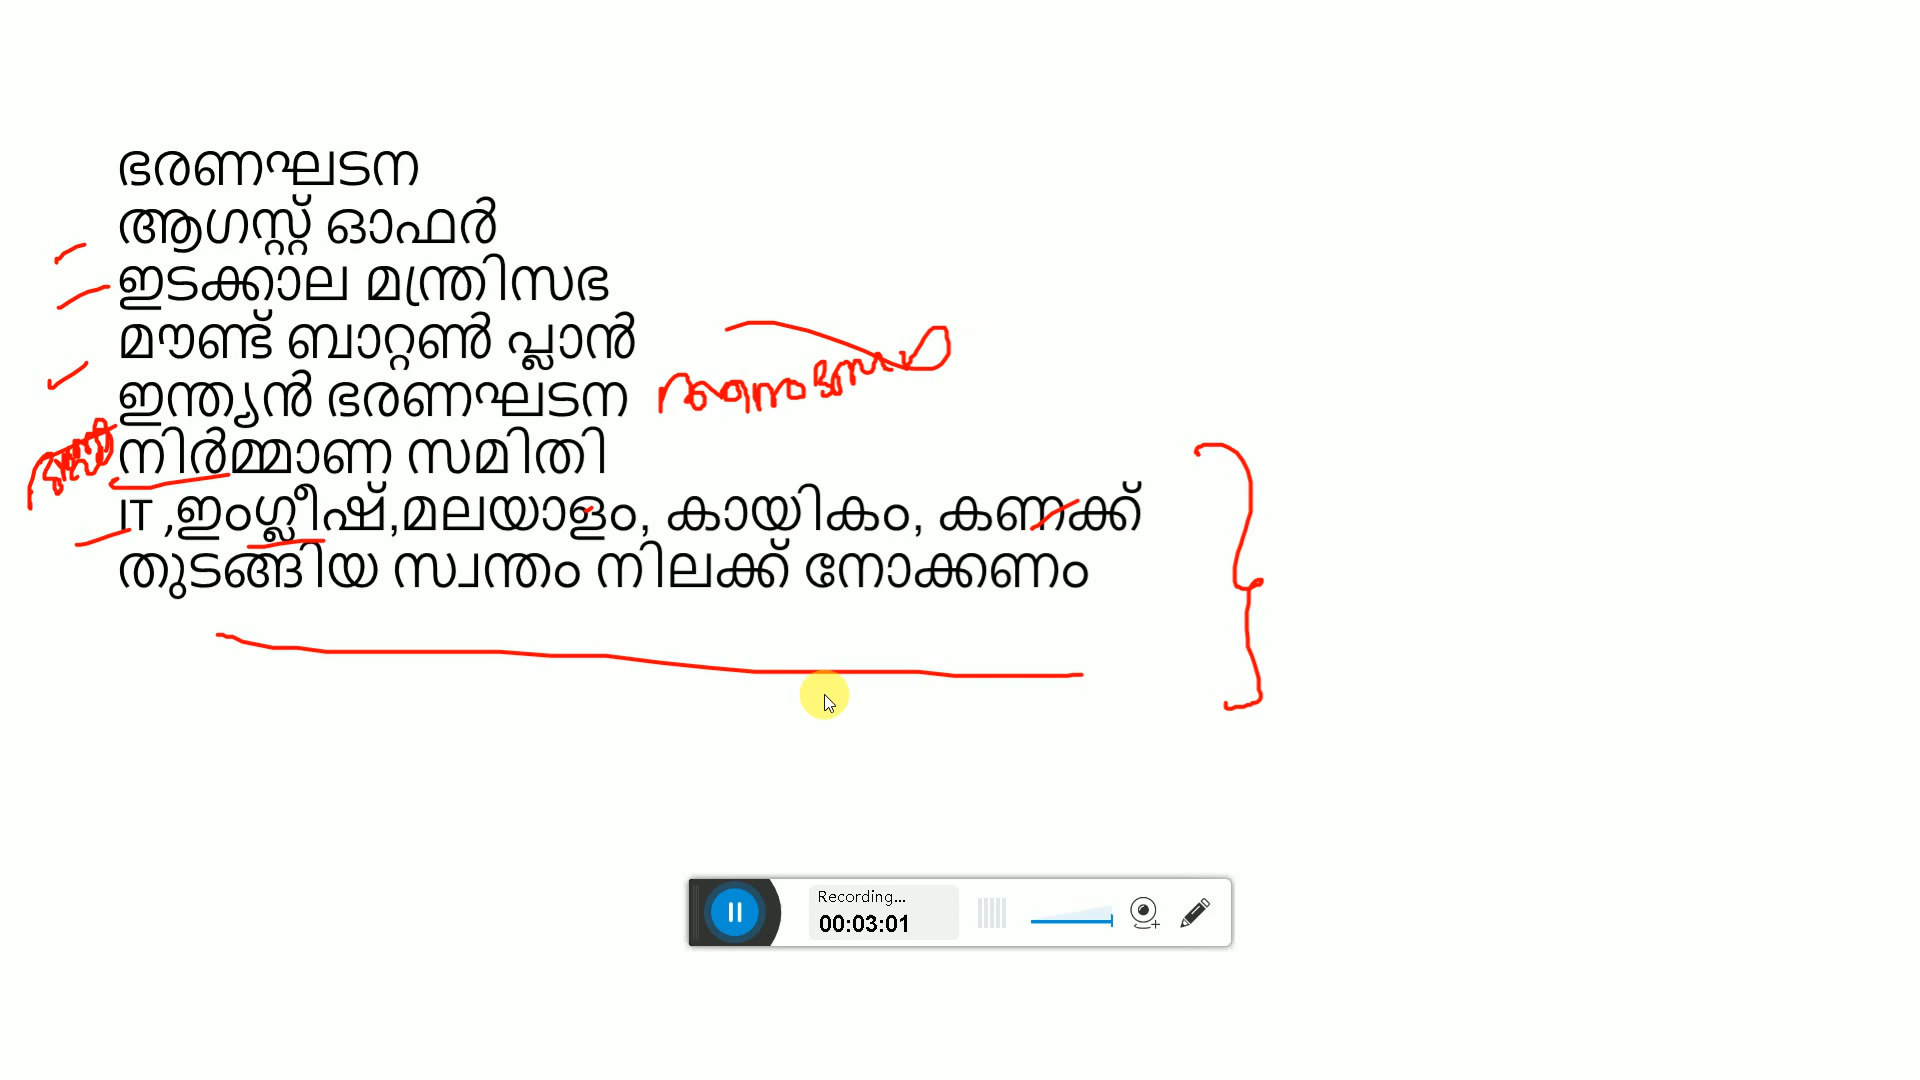 ഭരണഘടന
ആഗസ്റ്റ് ഓഫർ
ഇടക്കാല മന്ത്രിസഭ
മൗണ്ട് ബാറ്റൺ പ്ലാൻ
ഇന്ത്യൻ ഭരണഘടന
നിർമ്മാണ സമിതി
IT ,ഇംഗ്ലീഷ്,മലയാളം, കായികം, കണക്ക്
തുടങ്ങിയ സ്വന്തം നിലക്ക് നോക്കണം
Recording...
00:03:01